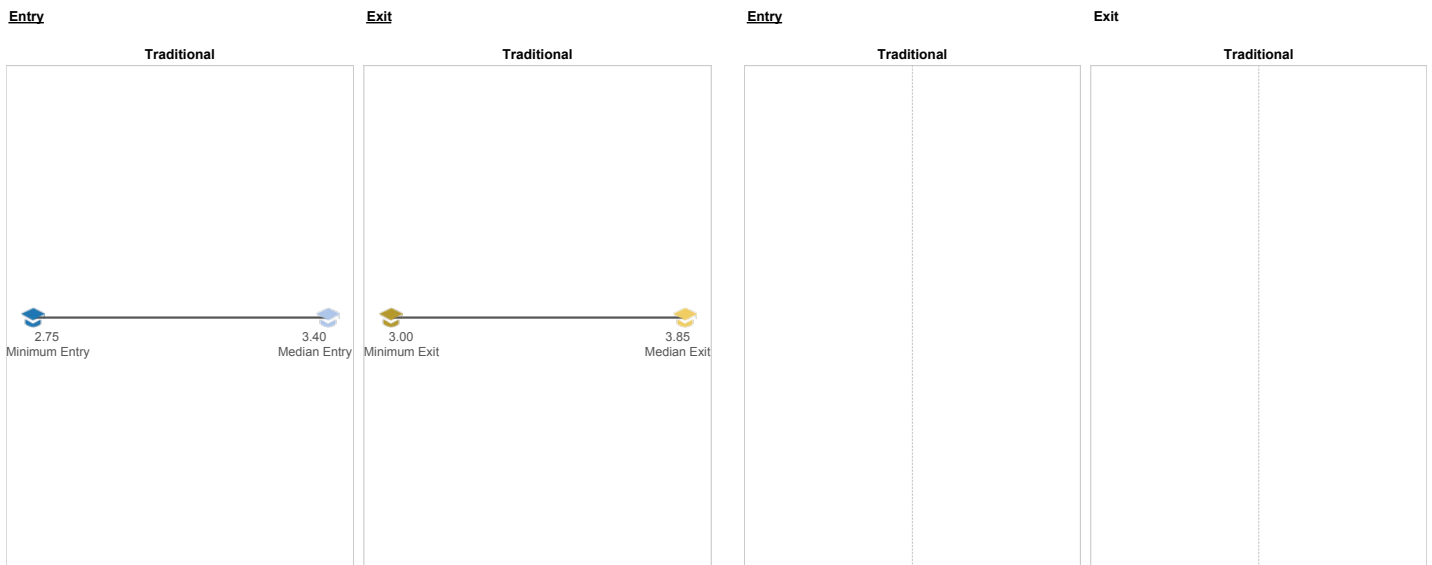 Entry
Exit
Entry
Exit
Traditional
Traditional
Traditional
Traditional
2.75
Minimum Entry
3.40
Median Entry
3.00
Minimum Exit
3.85
Median Exit